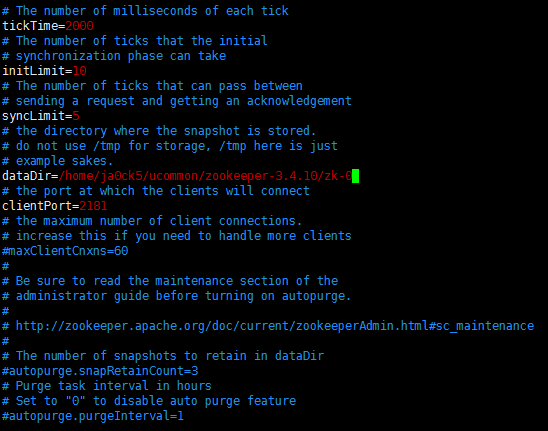 # The number of milliseconds of each tick
tickTime=2000
# The number of ticks that the initial
# synchronization phase can take
initLimit=10
# The number of ticks that can pass between
# sending a request and getting an acknowledgement
syncLimit=5
# the directory where the snapshot is stored.
# do not use /tmp for storage, /tmp here is just
# example sakes.
dataDir=/home/ja0ck5/ucommon/zookeeper-3.4.10/zk-0
# the port at which the clients will connect
clientPort=2181
# the maximum number of client connections.
# increase this if you need to handle more clients
#maxClientCnxns=60
#
# Be sure to read the maintenance section of the
# administrator guide before turning on autopurge.
#
# http://zookeeper.apache.org/doc/current/zookeeperAdmin.html#sc_maintenance
#
# The number of snapshots to retain in dataDir
#autopurge.snapRetainCount=3
# Purge task interval in hours
# Set to "0" to disable auto purge feature
#autopurge.purgeInterval=1